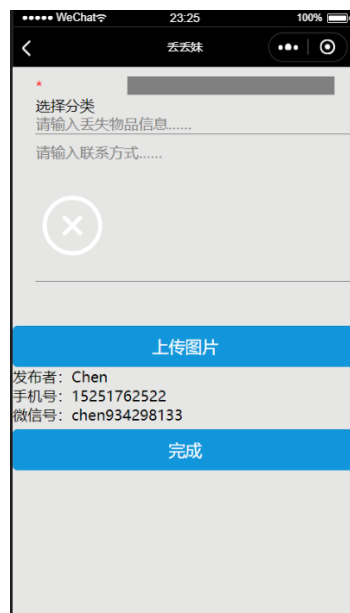 WeChat
23:25
100%
丢丢妹
*
选择分类
请输入丢失物品信息......
请输入联系方式......
上传图片
发布者：Chen
手机号：15251762522
微信号：chen934298133
完成